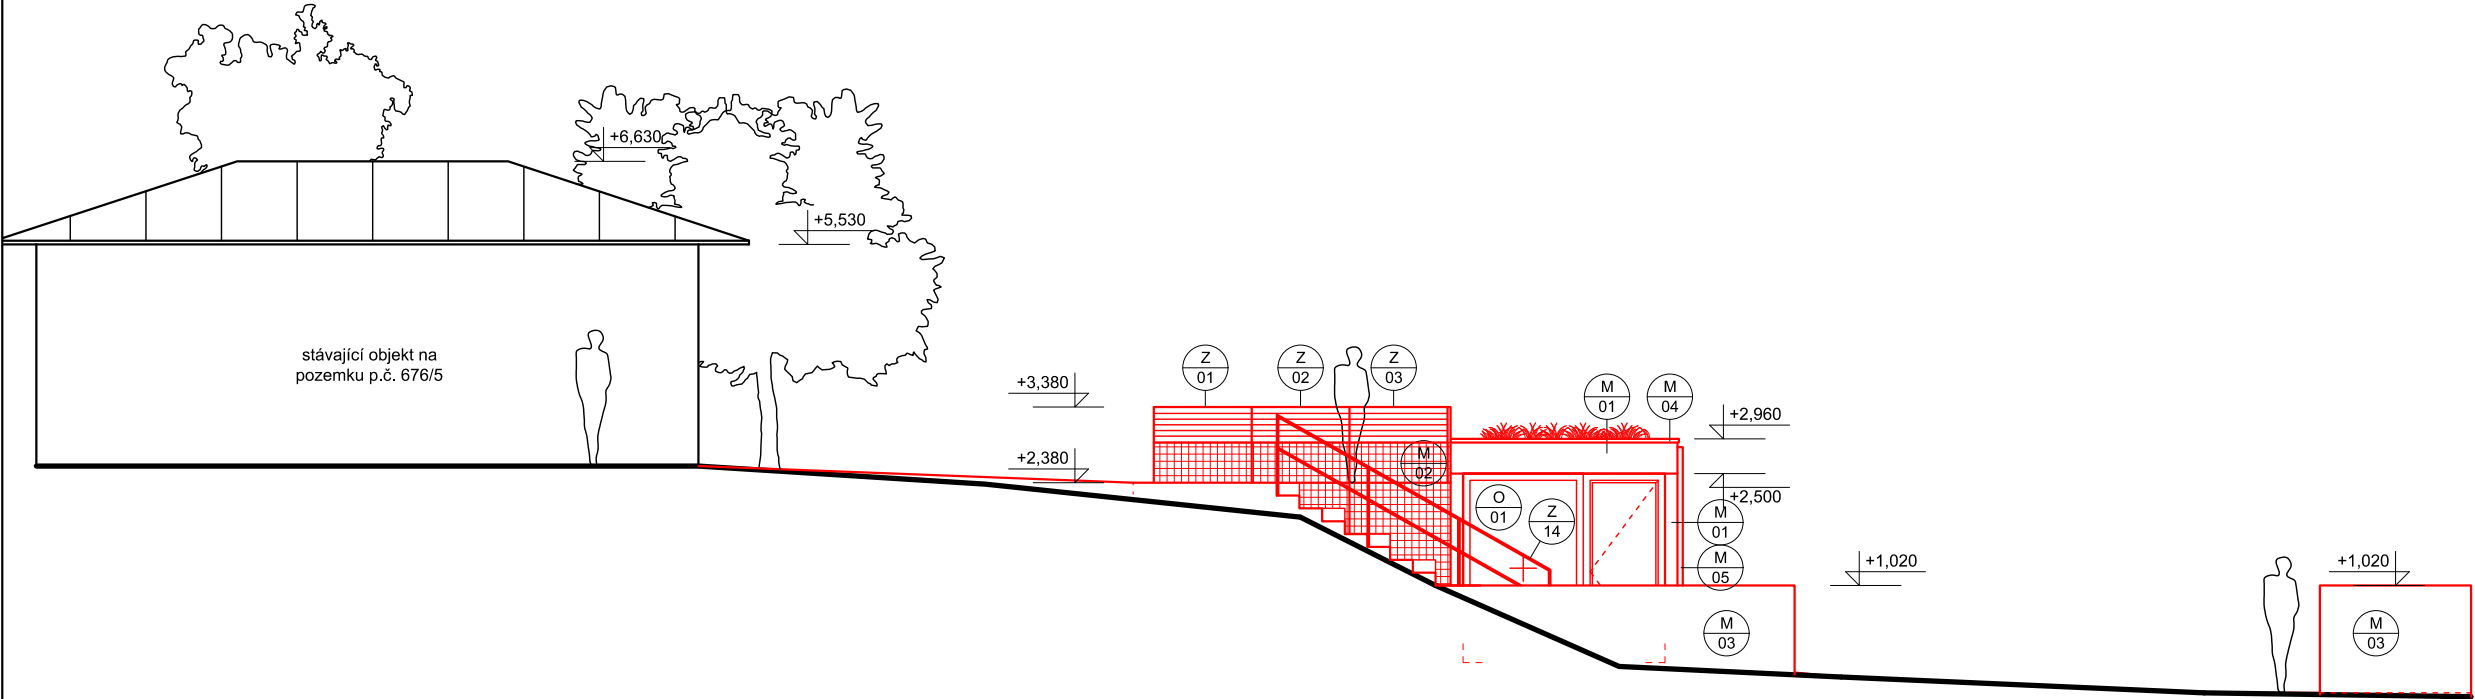 +6,630
+5,530
stávající objekt na
pozemku p.č. 676/5
+3,380
+2,380
Z
01
Z
02
Z
03
M
01
M
04
+2,960
M
02
+2,500
O
01
Z
14
M
01
M
05
+1,020
+1,020
M
03
M
03